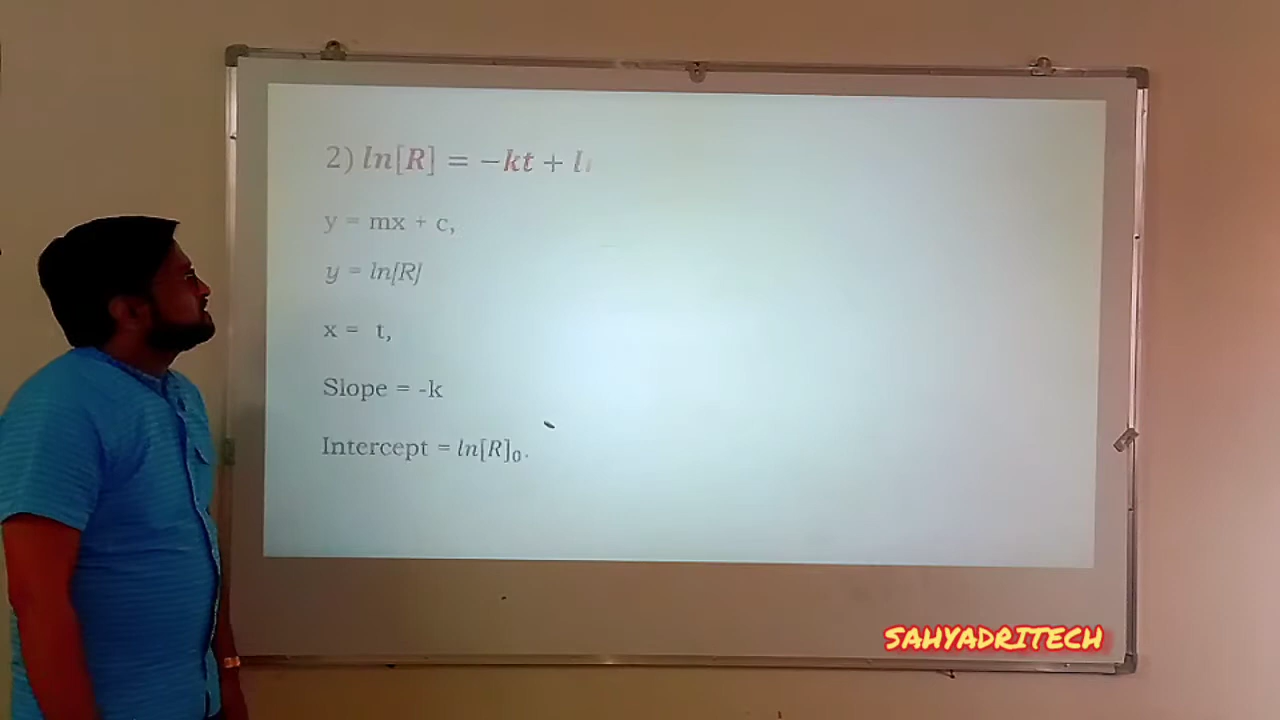 2) ln[R] = −kt + l
y = mx + c,
y = ln[R]
x = t,
Slope = -k
Intercept = ln[R]₀.
SAHYADRITECH